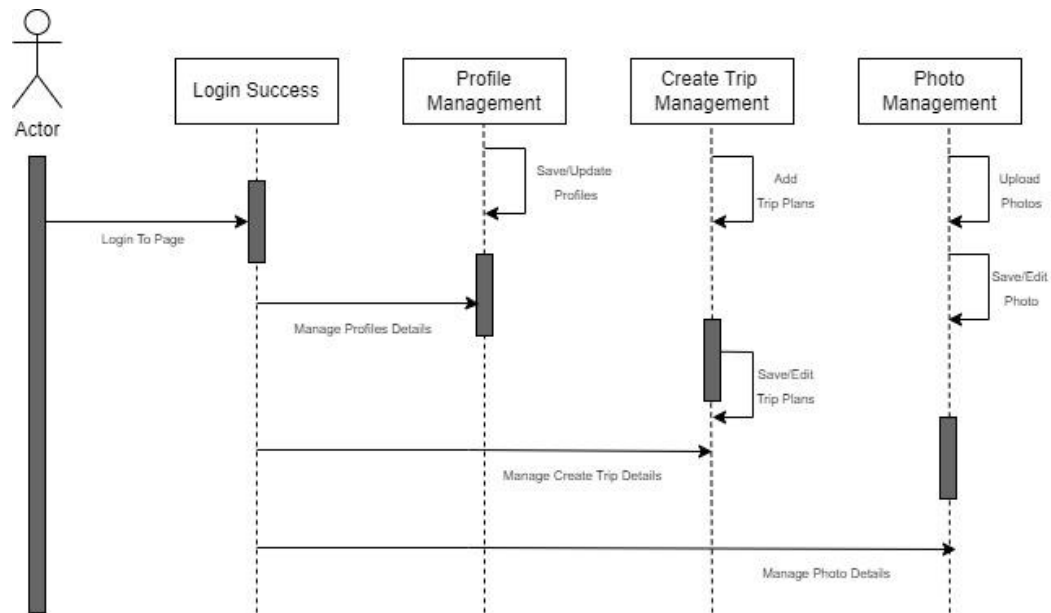 Actor
Login Success
Profile
Management
Create Trip
Management
Photo
Management
Save/Update
Profiles
Add
Trip Plans
Upload
Photos
Login To Page
Save/Edit
Photo
Manage Profiles Details
Save/Edit
Trip Plans
Manage Create Trip Details
Manage Photo Details